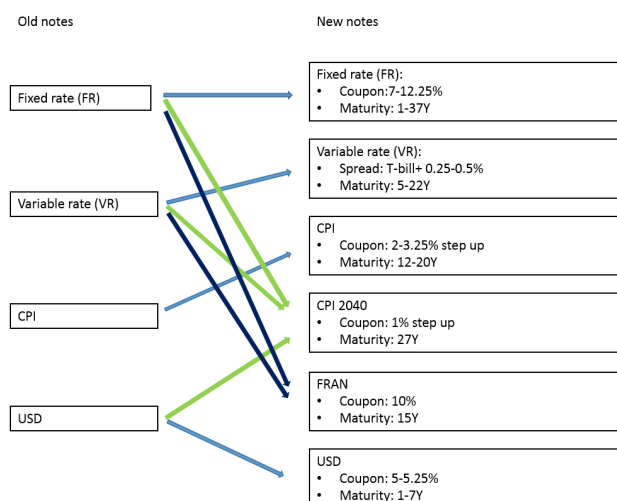 Old notes
New notes
Fixed rate (FR)
Variable rate (VR)
CPI
USD
Fixed rate (FR):
• Coupon:7-12.25%
• Maturity: 1-37Y
Variable rate (VR):
• Spread: T-bill+ 0.25-0.5%
• Maturity: 5-22Y
CPI
• Coupon: 2-3.25% step up
• Maturity: 12-20Y
CPI 2040
• Coupon: 1% step up
• Maturity: 27Y
FRAN
• Coupon: 10%
• Maturity: 15Y
USD
• Coupon: 5-5.25%
• Maturity: 1-7Y